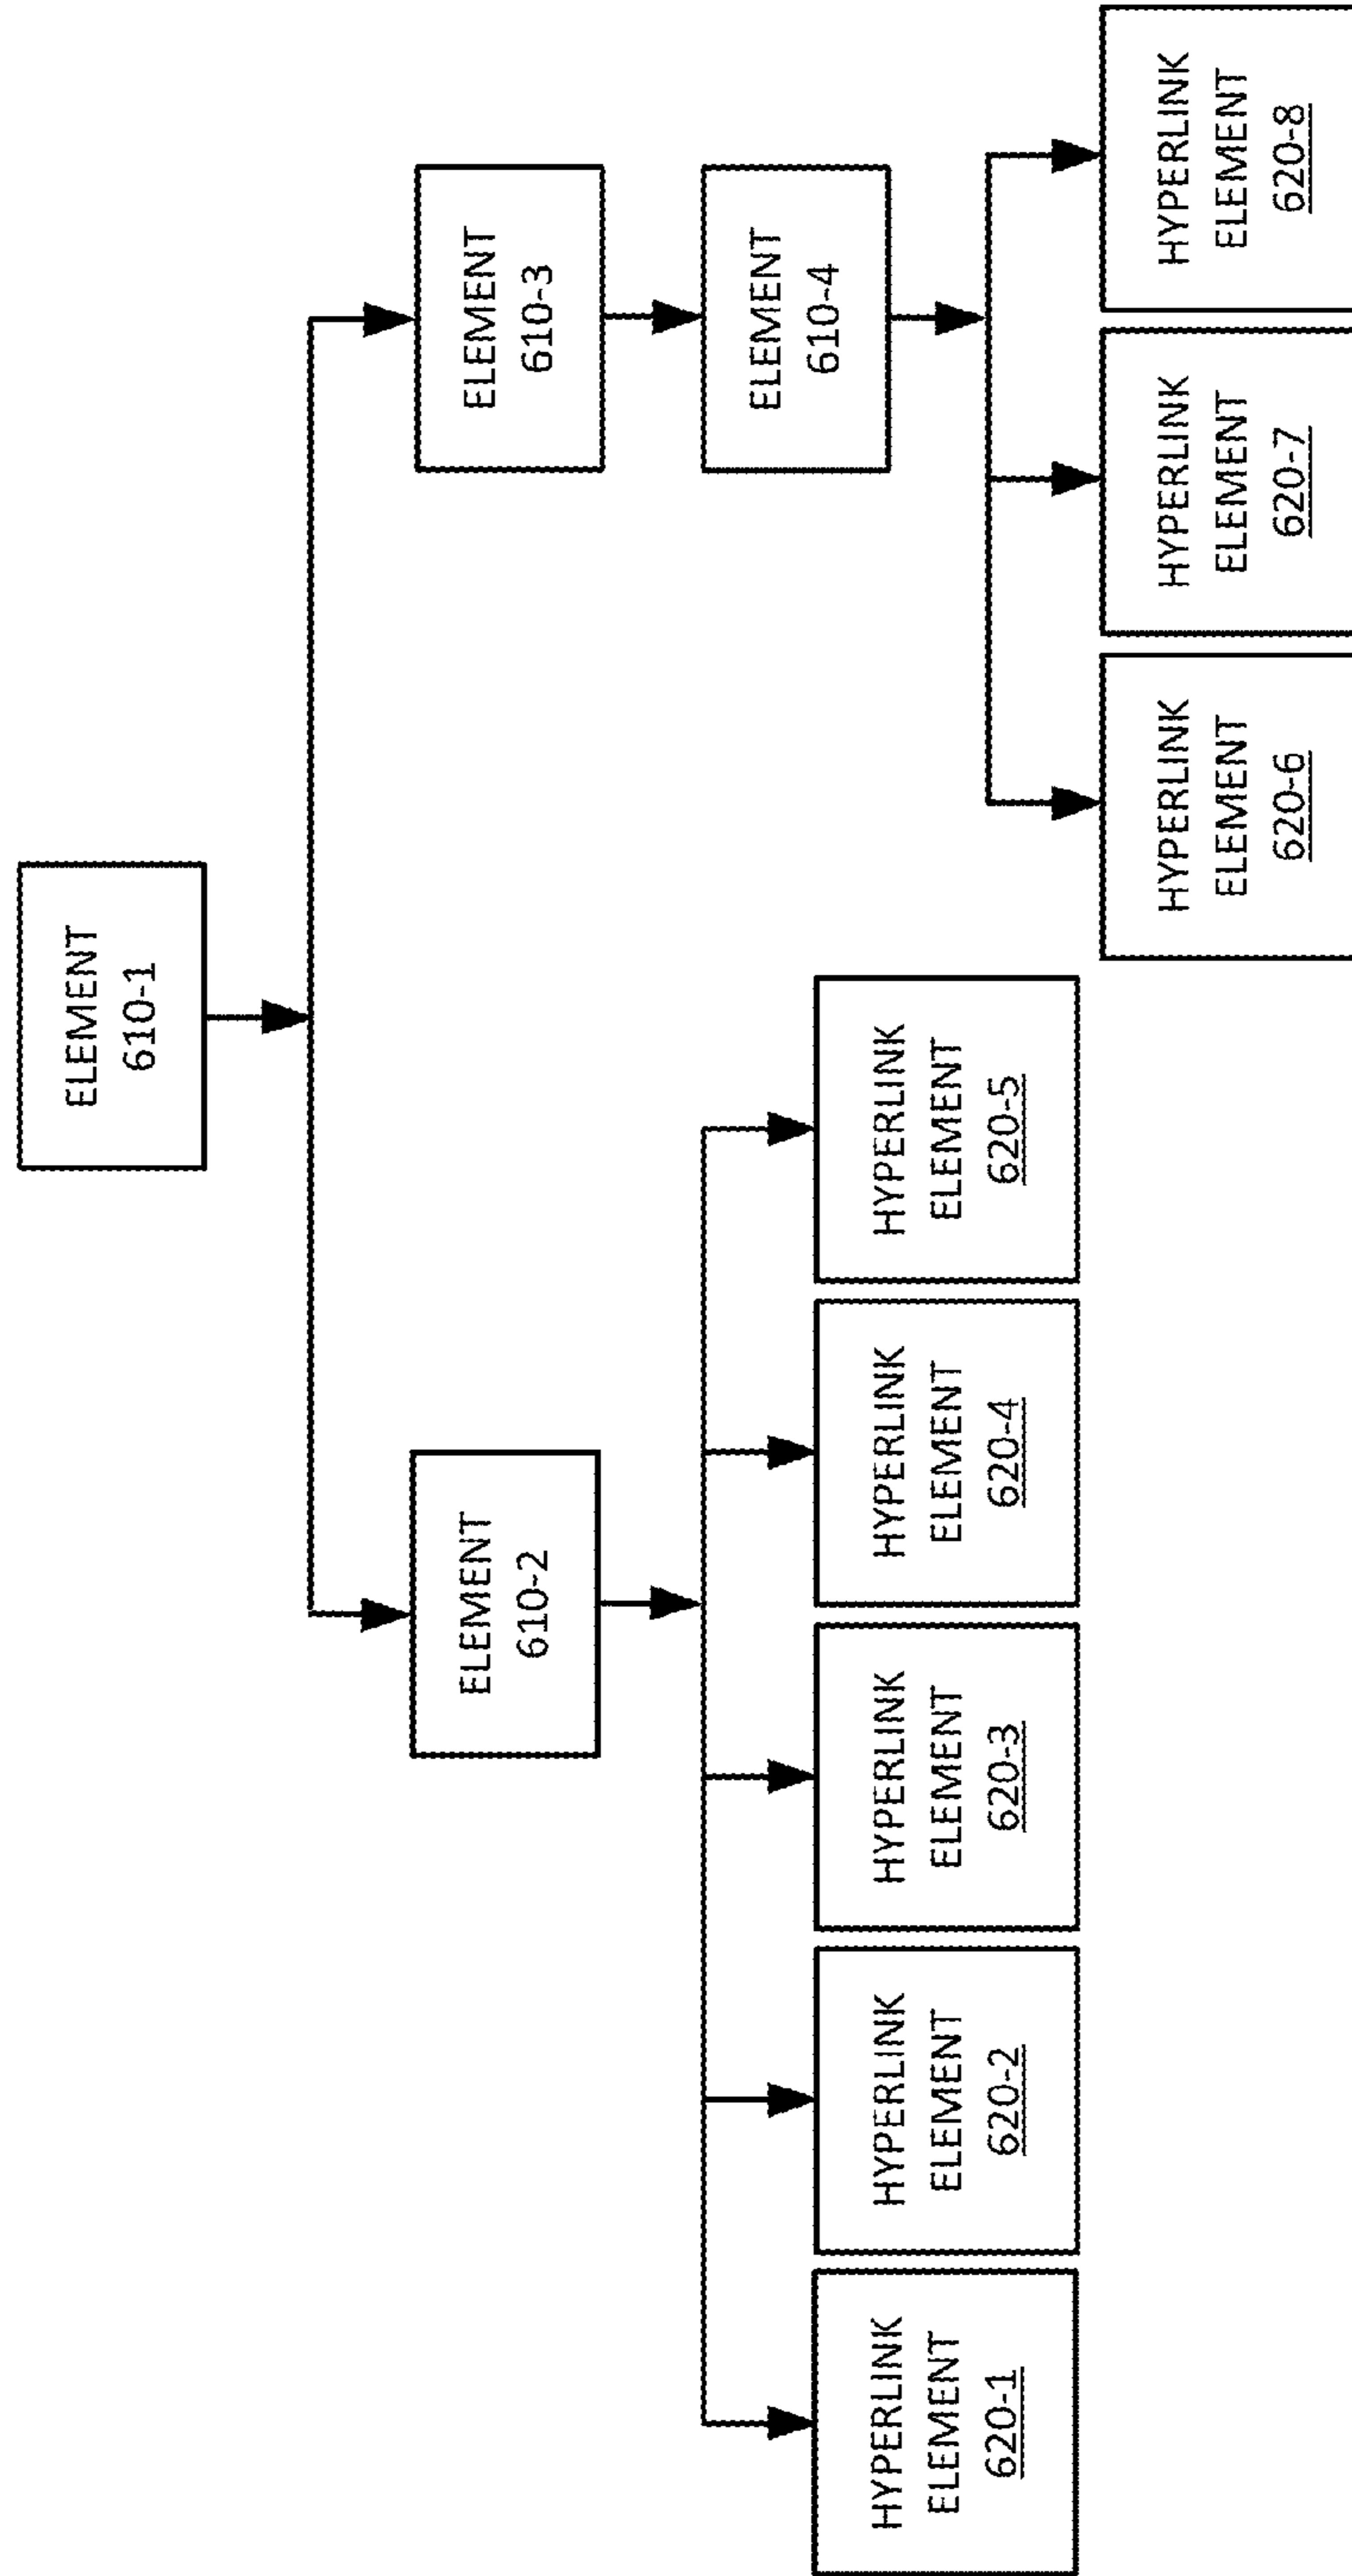 ELEMENT
610-1
ELEMENT
610-2
ELEMENT
610-3
ELEMENT
610-4
HYPERLINK
ELEMENT
620-1
HYPERLINK
ELEMENT
620-2
HYPERLINK
ELEMENT
620-3
HYPERLINK
ELEMENT
620-4
HYPERLINK
ELEMENT
620-5
HYPERLINK
ELEMENT
620-6
HYPERLINK
ELEMENT
620-7
HYPERLINK
ELEMENT
620-8